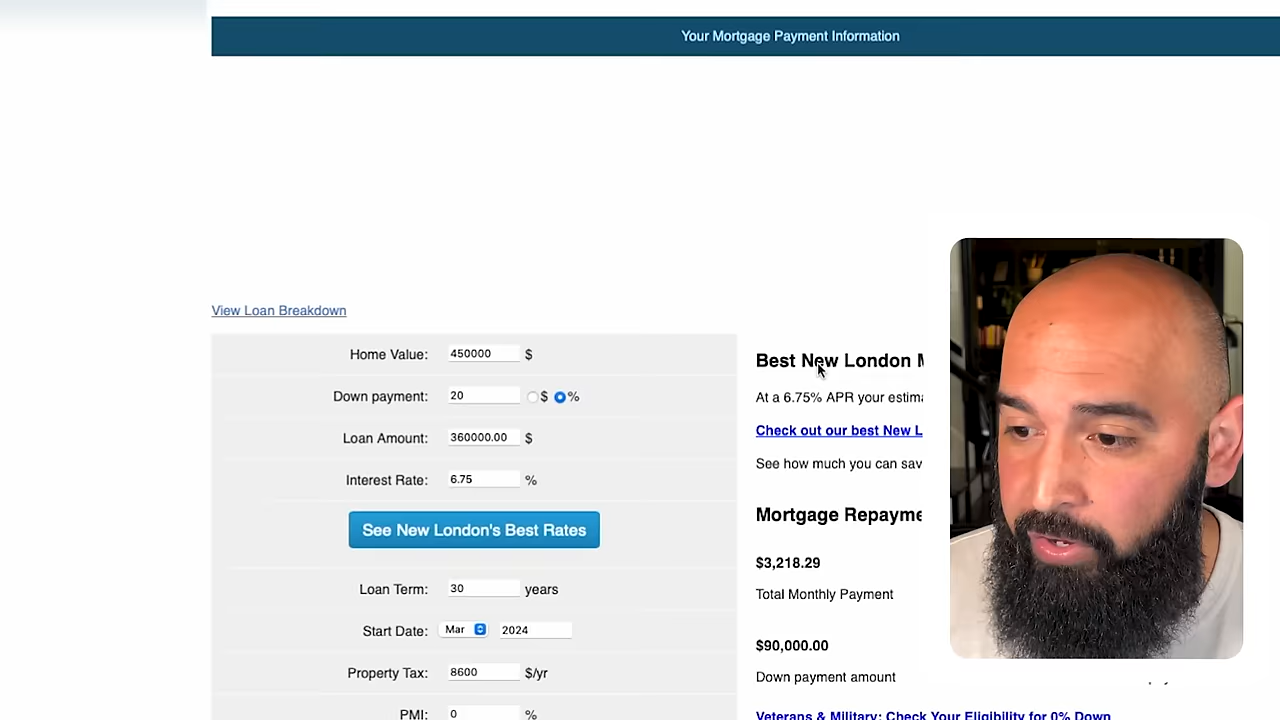 Your Mortgage Payment Information
View Loan Breakdown
Home Value: 450000 $
Down payment: 20 $ %
Loan Amount: 360000.00 $
Interest Rate: 6.75 %
See New London's Best Rates
Loan Term: 30 years
Start Date: Mar 2024
Property Tax: 8600 $/yr
PMI: 0 %
Best New London
At a 6.75% APR your
Check out our best New
See how much you can
Mortgage
$3,218.29
Total Monthly Payment
$90,000.00
Down payment amount
Veterans & Military: Check Your Eligibility for 0% Down